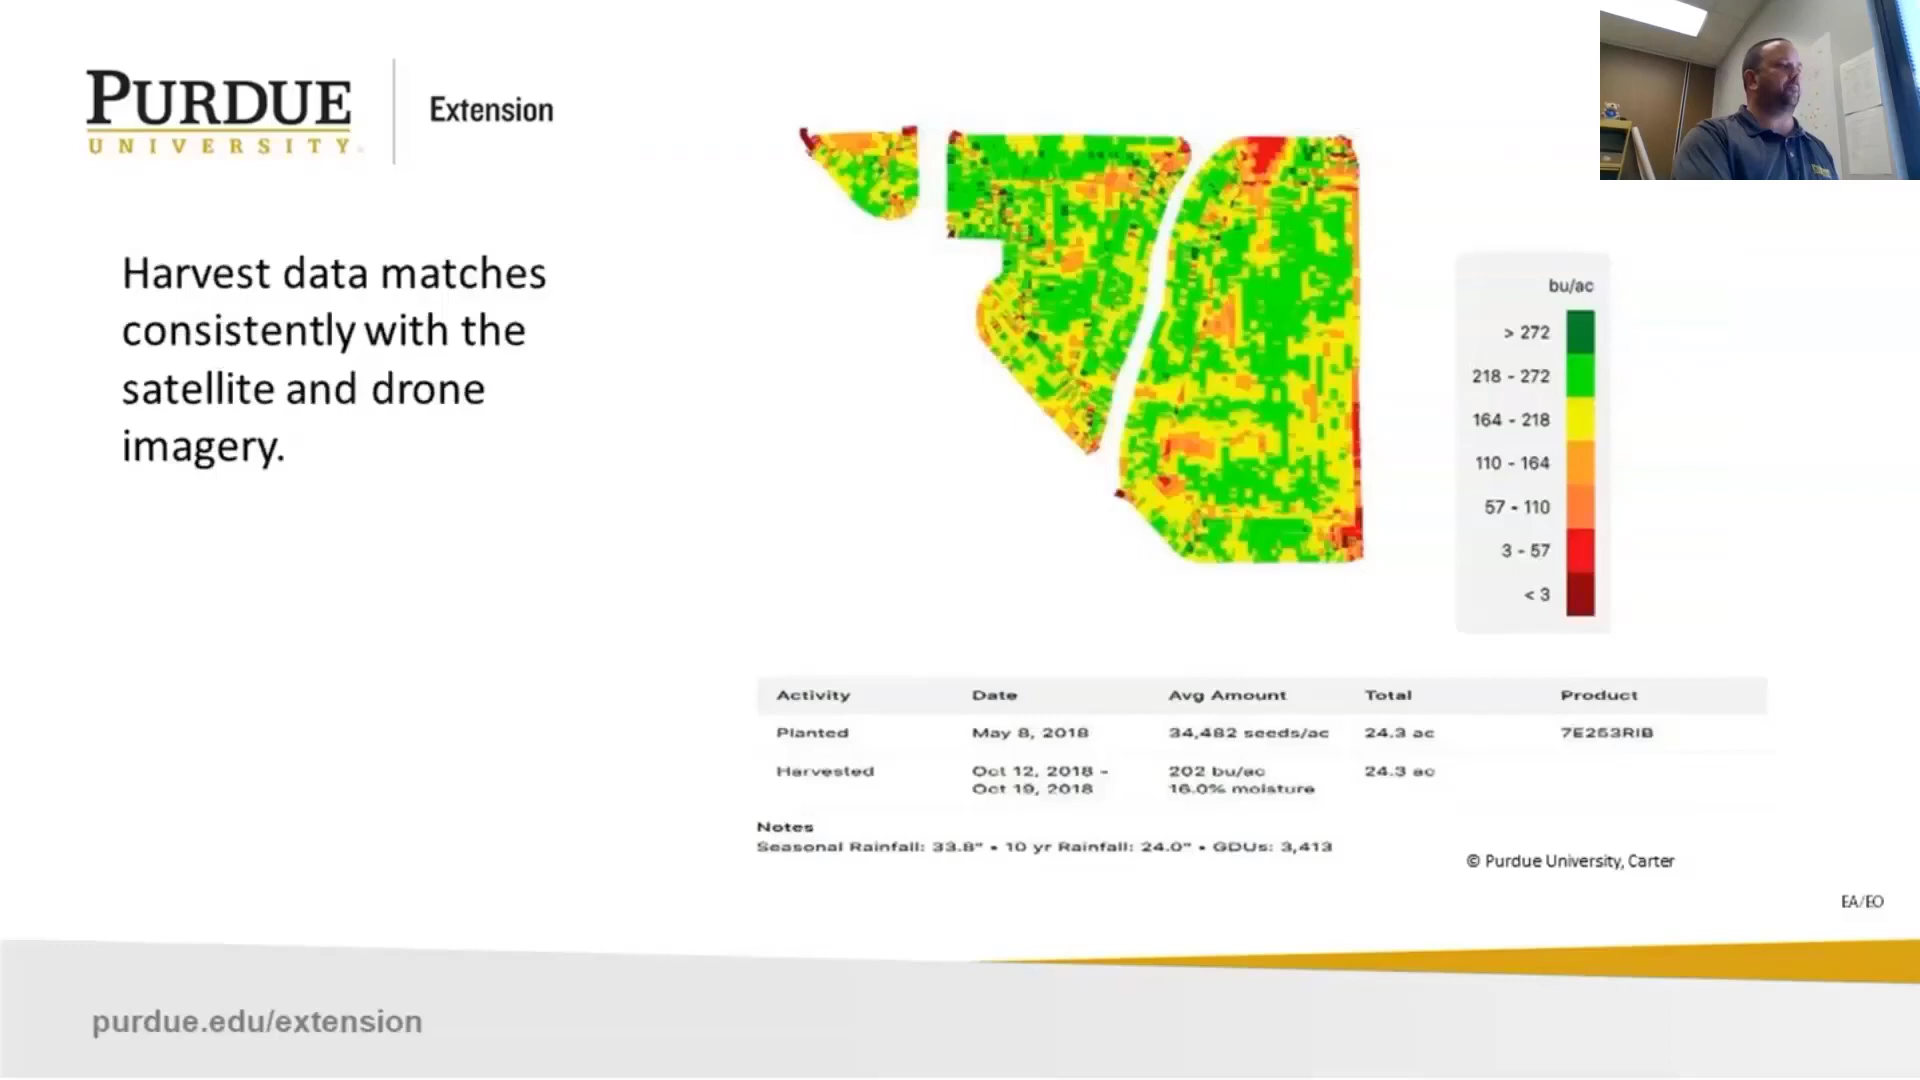 PURDUE
UNIVERSITY
Extension
Harvest data matches
consistently with the
satellite and drone
imagery.
bu/ac
> 272
218 - 272
164 - 218
110 - 164
57 - 110
3 - 57
< 3
Activity Date Avg Amount Total Product
Planted May 8, 2018 34,482 seeds/ac 24.3 ac 7E253RIB
Harvested Oct 12, 2018 - 202 bu/ac 24.3 ac
Oct 19, 2018 16.0% moisture
Notes
Seasonal Rainfall: 33.8" • 10 yr Rainfall: 24.0" • GDUs: 3,413
© Purdue University, Carter
EA/EO
purdue.edu/extension